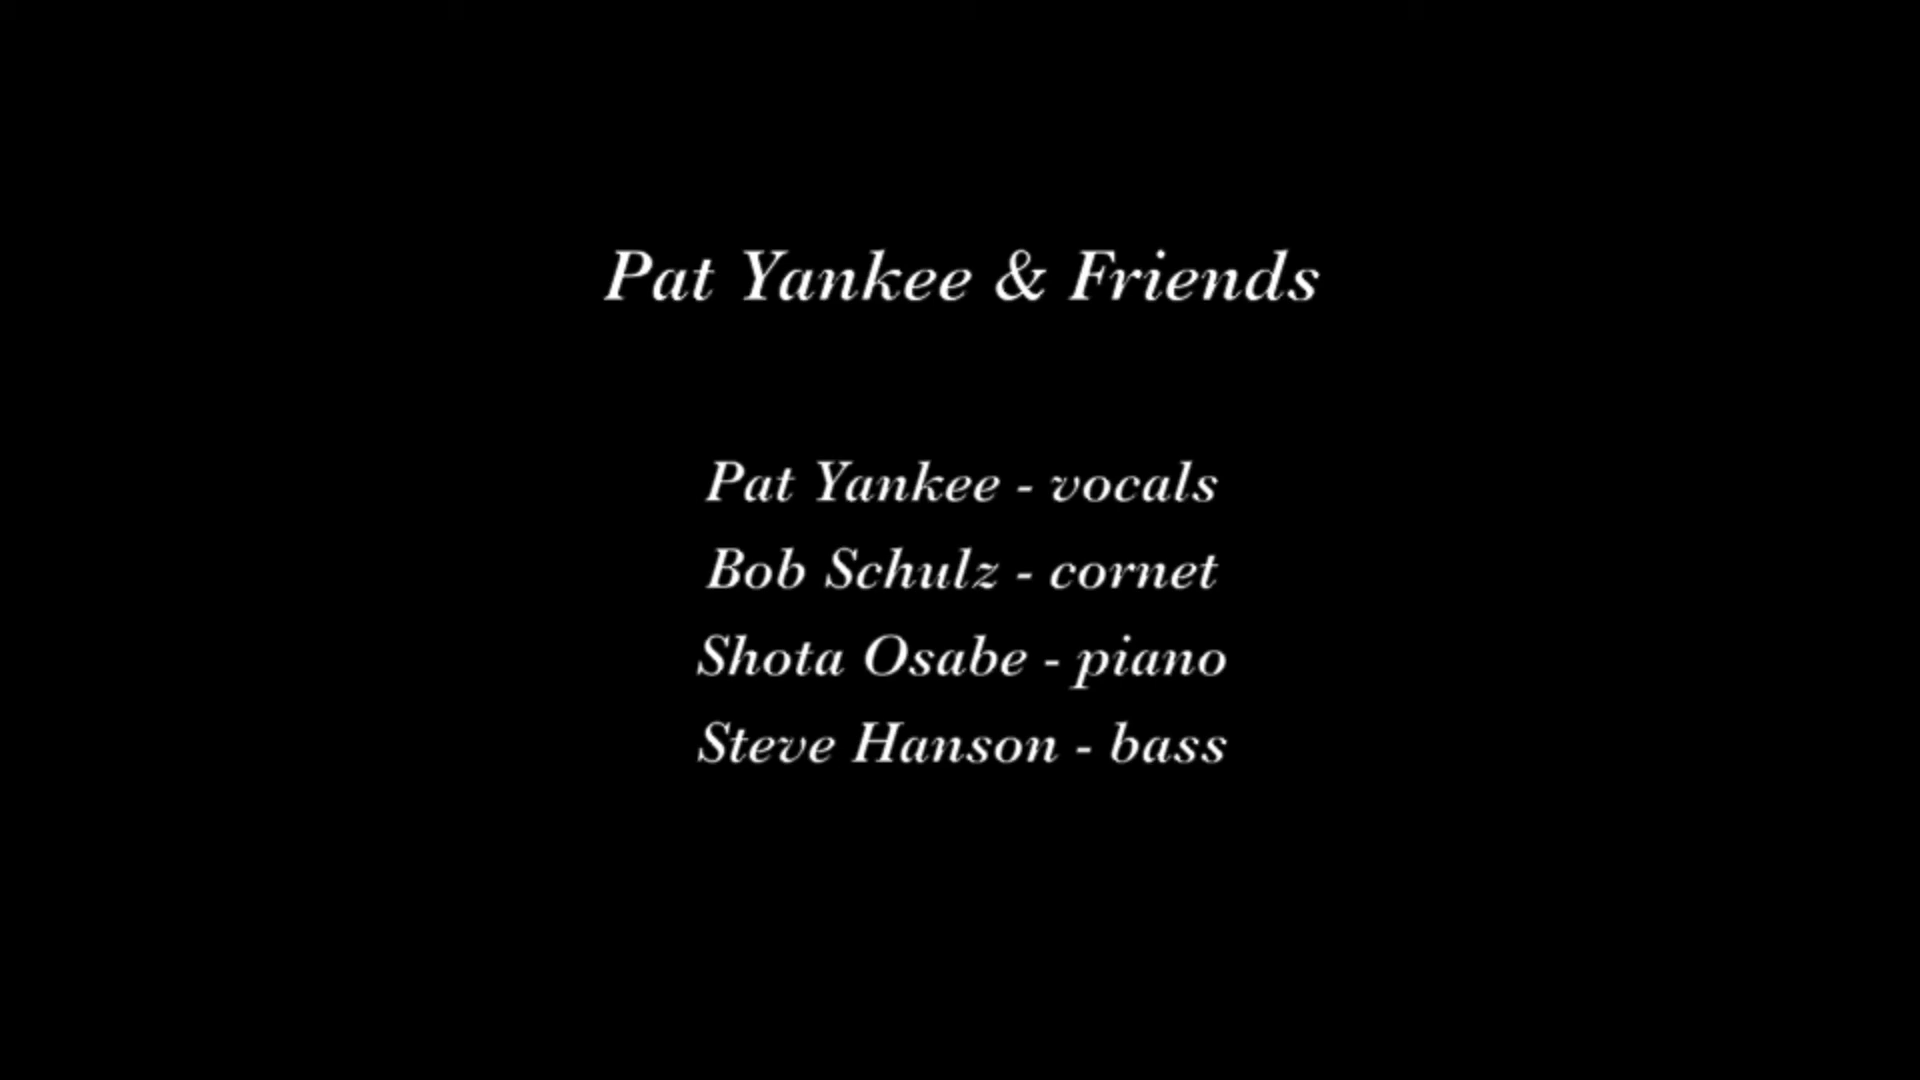 Pat Yankee & Friends
Pat Yankee - vocals
Bob Schulz - cornet
Shota Osabe - piano
Steve Hanson - bass